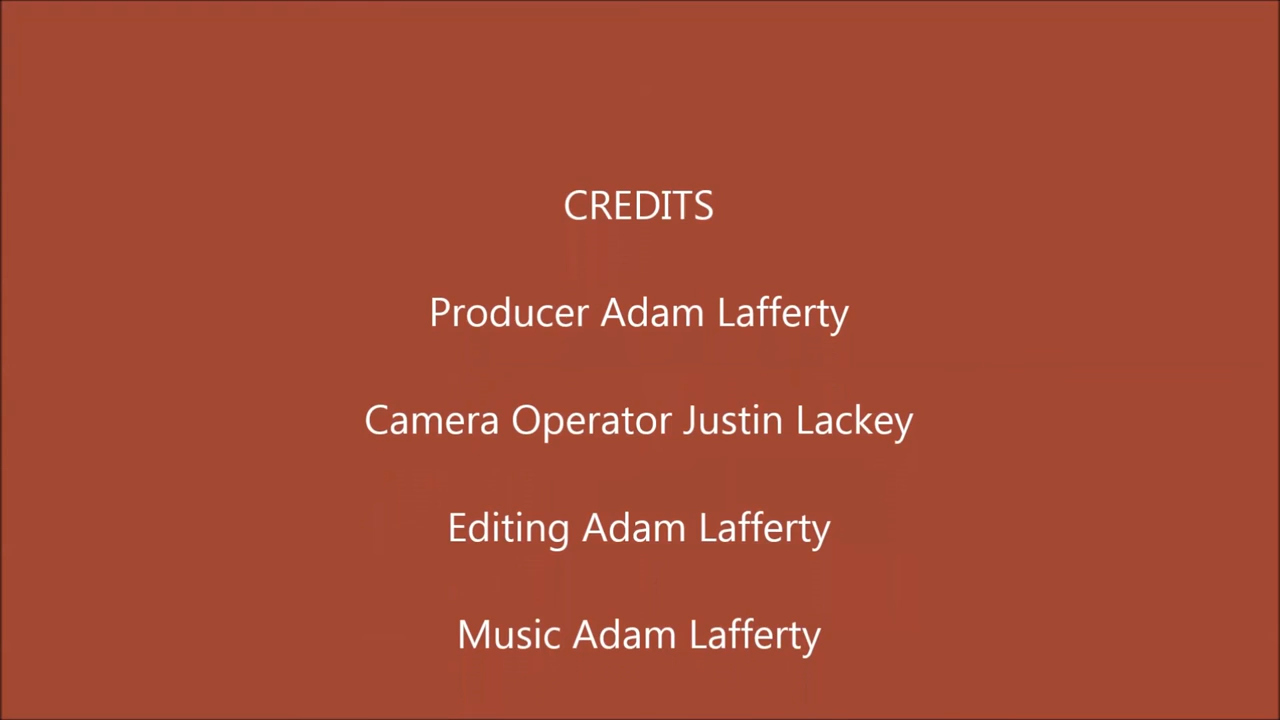 CREDITS
Producer Adam Lafferty
Camera Operator Justin Lackey
Editing Adam Lafferty
Music Adam Lafferty